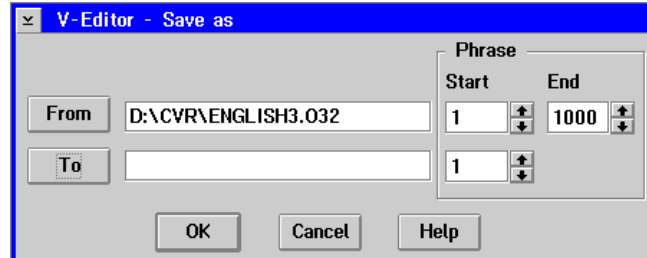 V-Editor - Save as
Phrase
Start End
From D:\CVR\ENGLISH3.O32 1 1000
To 1
OK Cancel Help